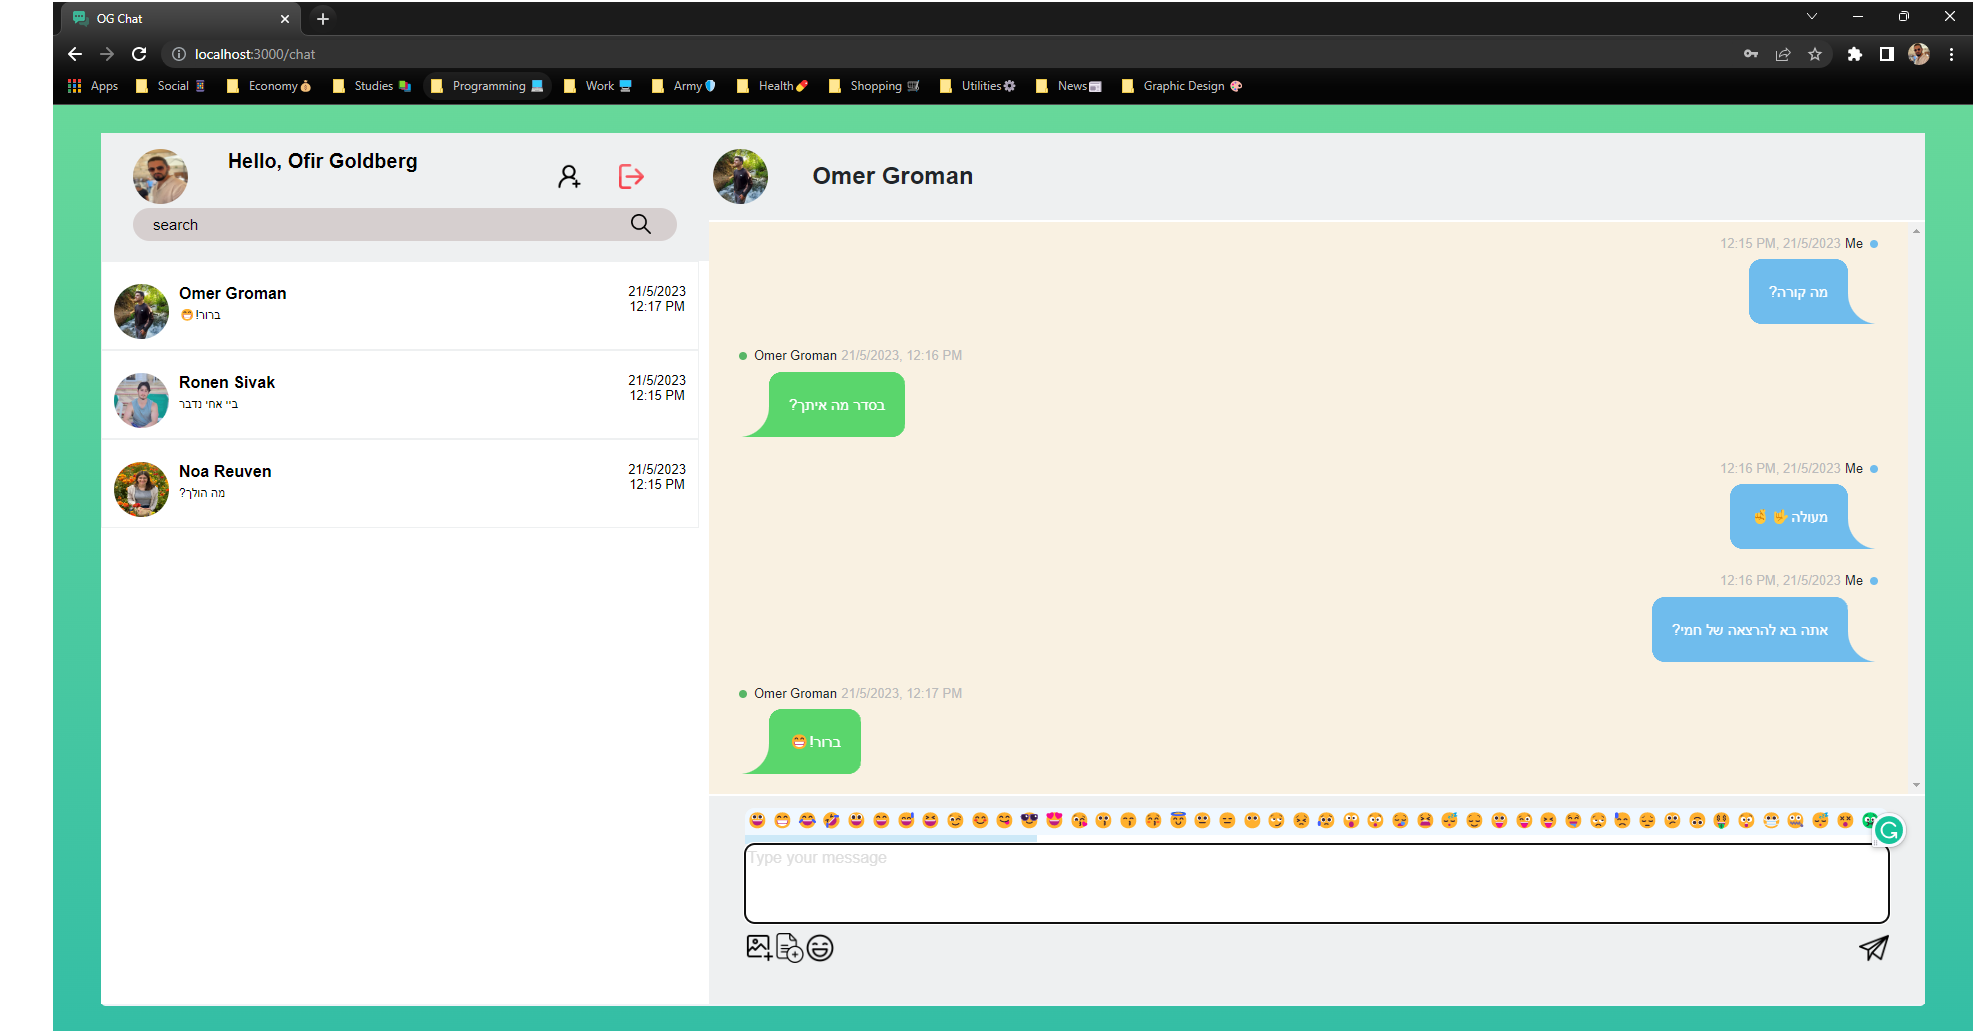 OG Chat
localhost:3000/chat
Apps Social Economy Studies Programming Work Army Health Shopping Utilities News Graphic Design
Hello, Ofir Goldberg
search
Omer Groman
21/5/2023
ברור!😁
12:17 PM
Ronen Sivak
21/5/2023
ביי אחי נדבר
12:15 PM
Noa Reuven
21/5/2023
מה הולך?
12:15 PM
Omer Groman
12:15 PM, 21/5/2023 Me
מה קורה?
Omer Groman 21/5/2023, 12:16 PM
בסדר מה איתך?
12:16 PM, 21/5/2023 Me
מעולה🤟✌
12:16 PM, 21/5/2023 Me
אתה בא להרצאה של חמי?
Omer Groman 21/5/2023, 12:17 PM
ברור!😁
Type your message